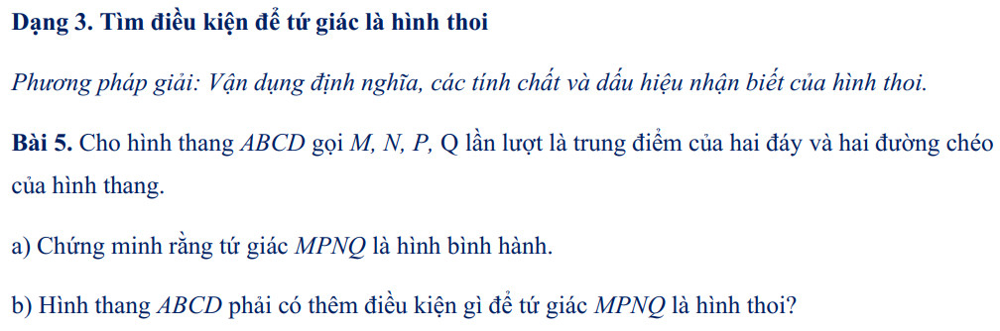 Dạng 3. Tìm điều kiện để tứ giác là hình thoi
Phương pháp giải: Vận dụng định nghĩa, các tính chất và dấu hiệu nhận biết của hình thoi.
Bài 5. Cho hình thang ABCD gọi M, N, P, Q lần lượt là trung điểm của hai đáy và hai đường chéo
của hình thang.
a) Chứng minh rằng tứ giác MPNQ là hình bình hành.
b) Hình thang ABCD phải có thêm điều kiện gì để tứ giác MPNQ là hình thoi?